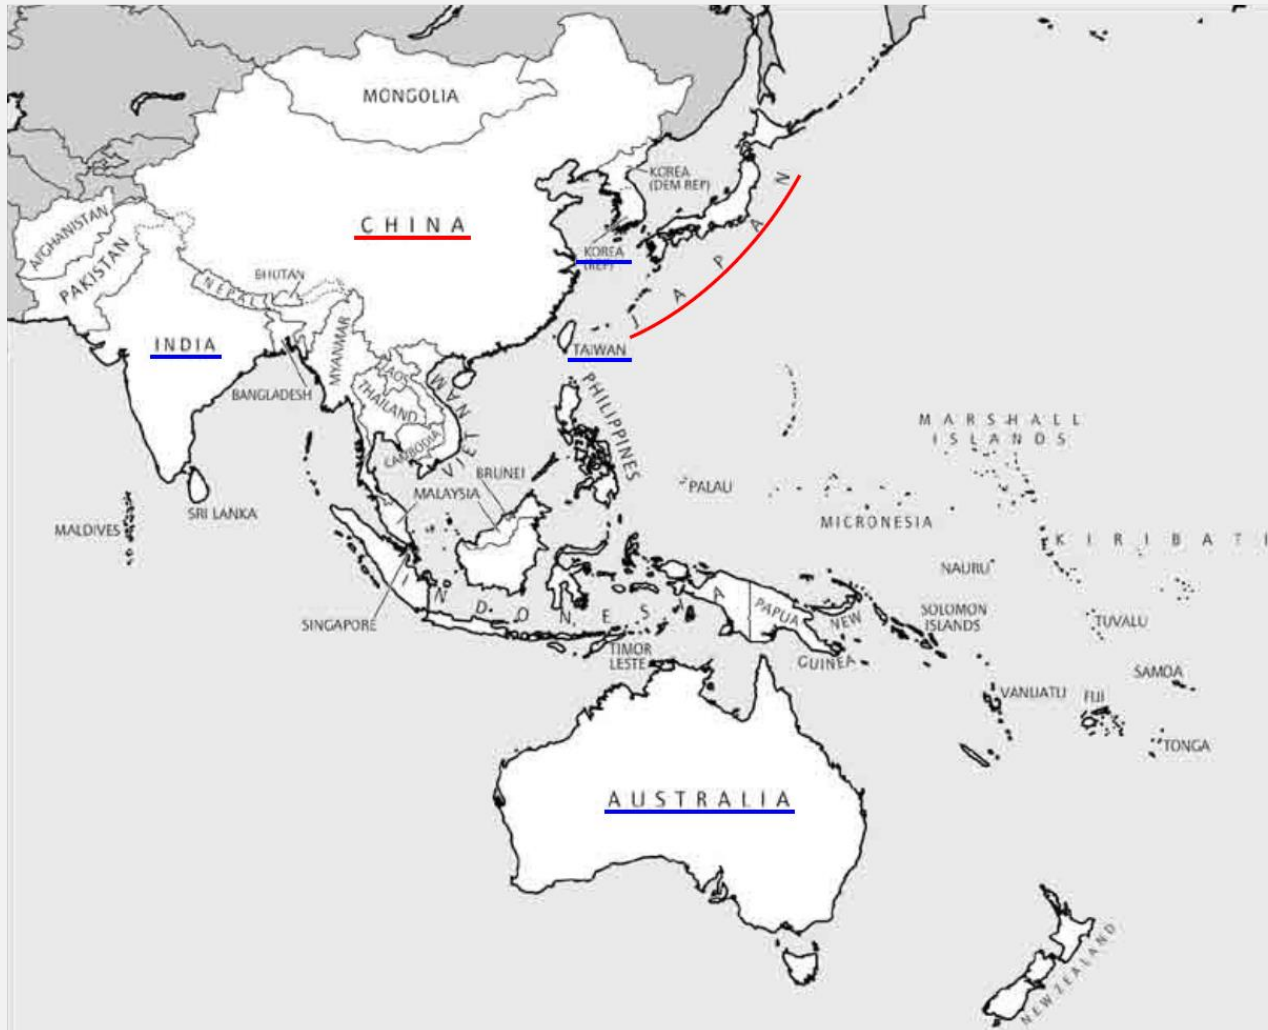 MONGOLIA
KOREA
(DEM REP)
JAPAN
CHINA
KOREA
(REP)
AFGHANISTAN
PAKISTAN
NEPAL
BHUTAN
INDIA
BANGLADESH
MYANMAR
LAOS
THAILAND
CAMBODIA
VIET NAM
TAIWAN
PHILIPPINES
MARSHALL
ISLANDS
PALAU
MICRONESIA
KIRIBATI
BRUNEI
MALAYSIA
SRI LANKA
MALDIVES
SINGAPORE
INDONESIA
NAURU
PAPUA
NEW
GUINEA
SOLOMON
ISLANDS
TUVALU
TIMOR
LESTE
SAMOA
VANUATU
FIJI
TONGA
AUSTRALIA
NEW ZEALAND